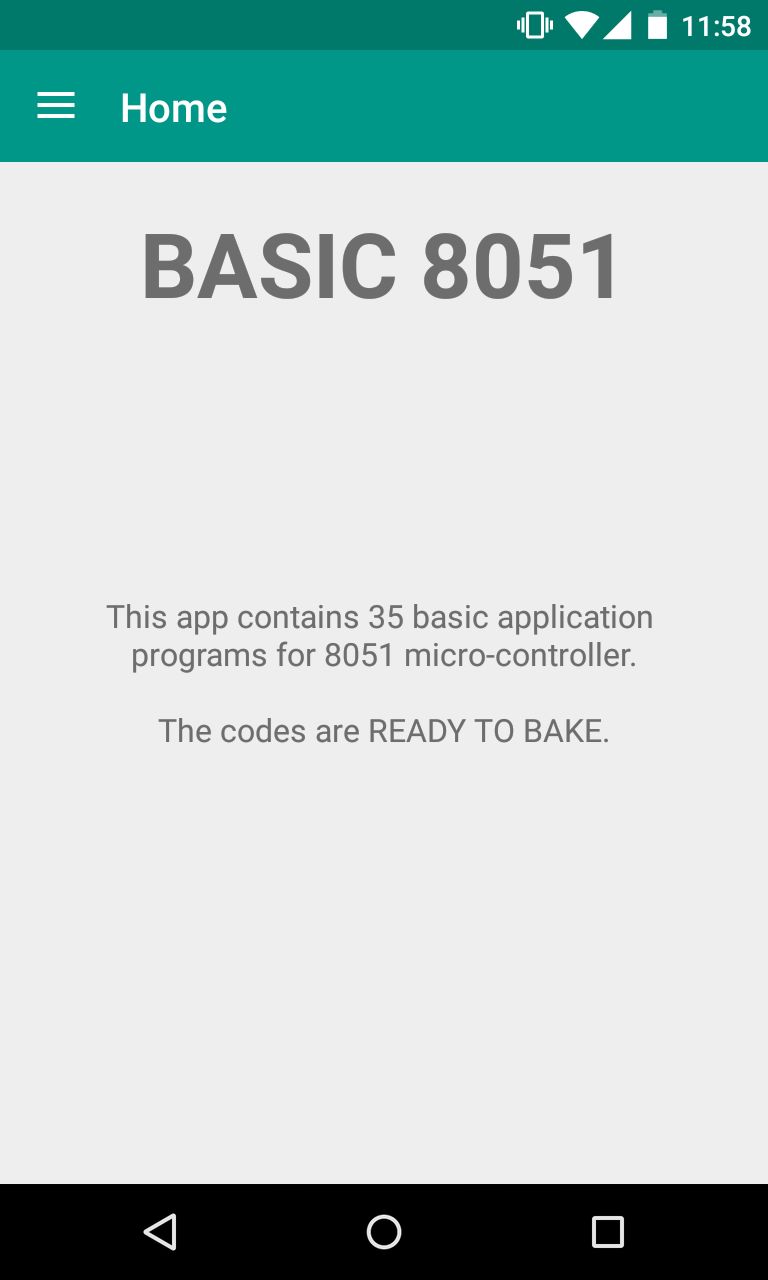 11:58
Home
BASIC 8051
This app contains 35 basic application
programs for 8051 micro-controller.
The codes are READY TO BAKE.